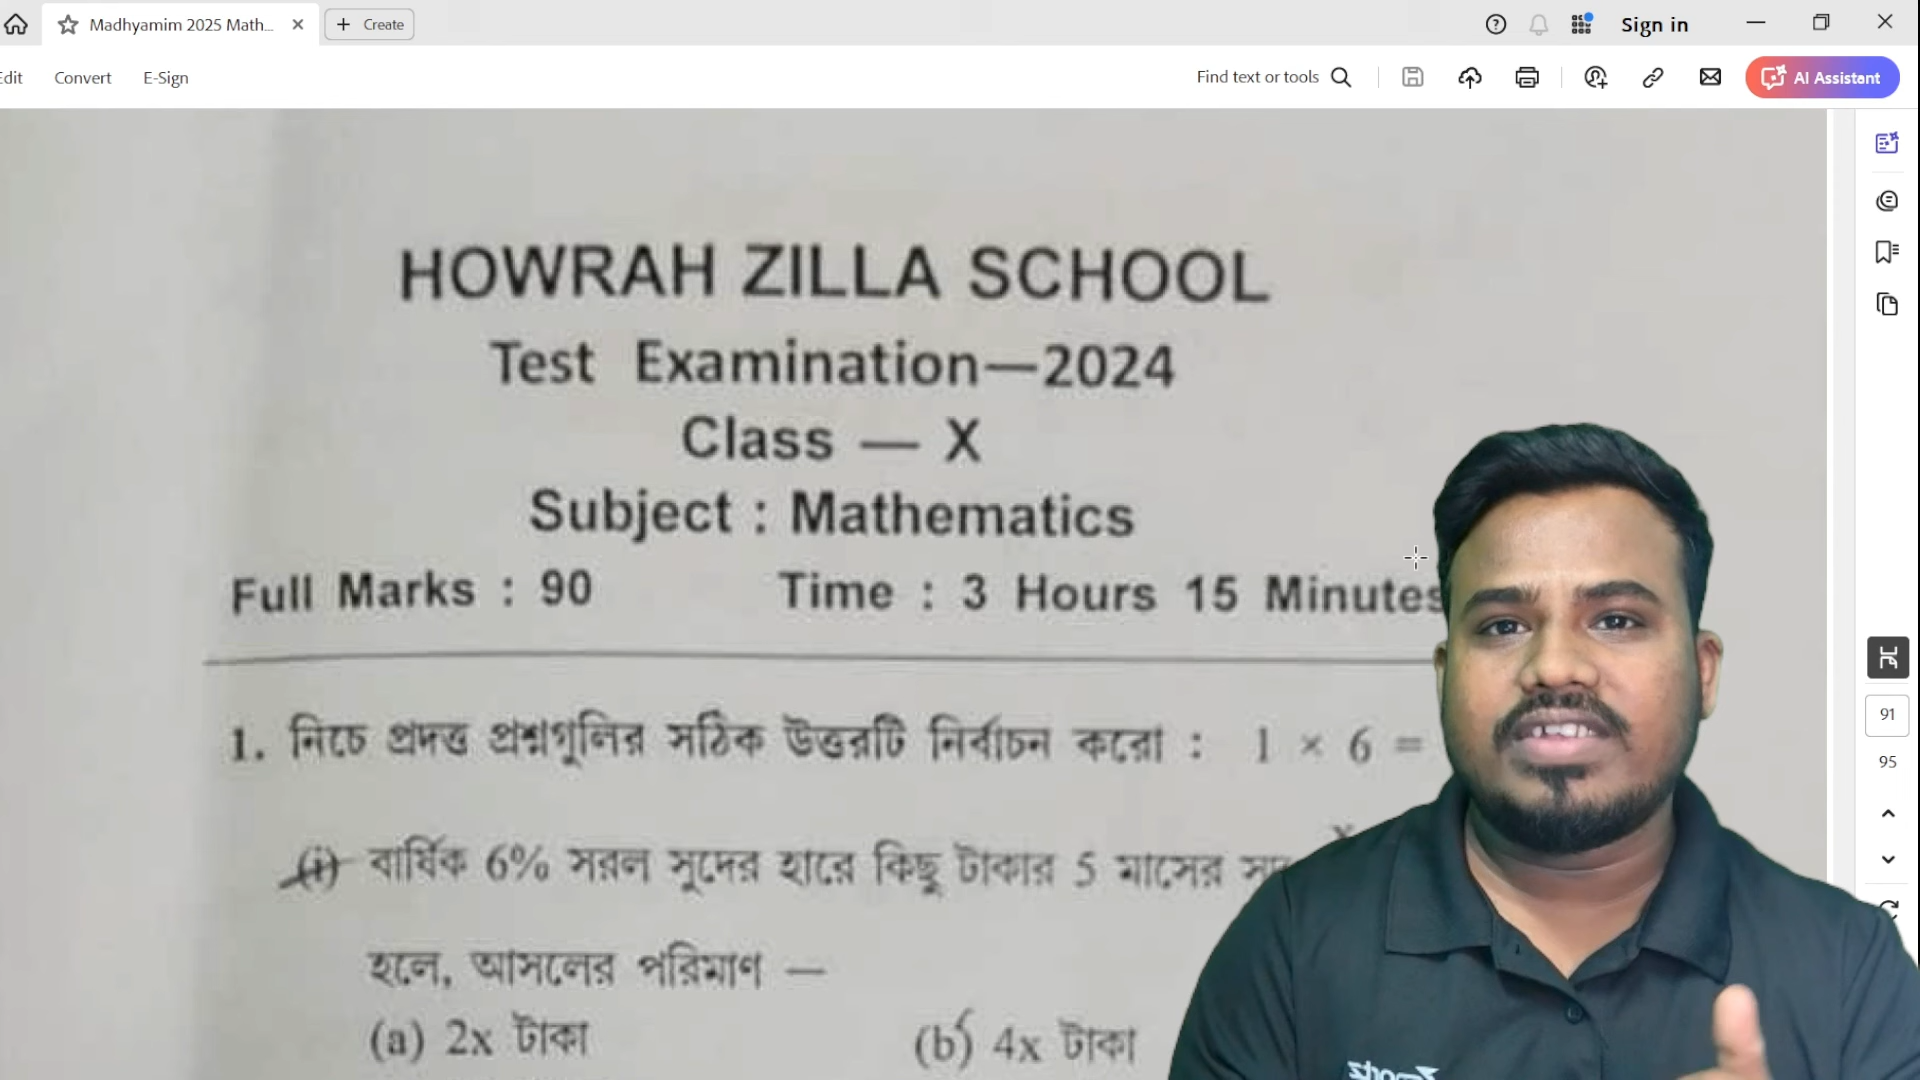 Madhyamim 2025 Math...
Create
Sign in
Edit
Convert
E-Sign
Find text or tools
AI Assistant
HOWRAH ZILLA SCHOOL
Test Examination—2024
Class — X
Subject : Mathematics
Full Marks : 90 Time : 3 Hours 15 Minutes
1. নিচে প্রদত্ত প্রশ্নগুলির সঠিক উত্তরটি নির্বাচন করো : 1 × 6 =
(i) বার্ষিক 6% সরল সুদের হারে কিছু টাকার 5 মাসের
হলে, আসলের পরিমাণ —
(a) 2x টাকা (b) 4x টাকা
91
95